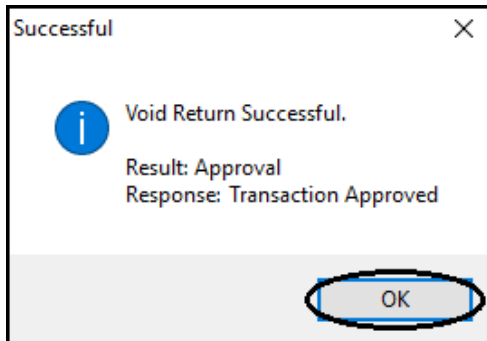 Successful
Void Return Successful.
Result: Approval
Response: Transaction Approved
OK